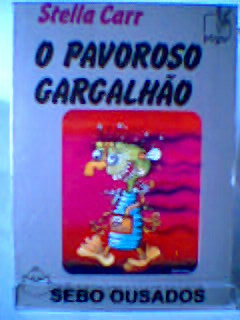 Stella Carr
O PAVOROSO
GARGALHÃO
SEBO OUSADOS